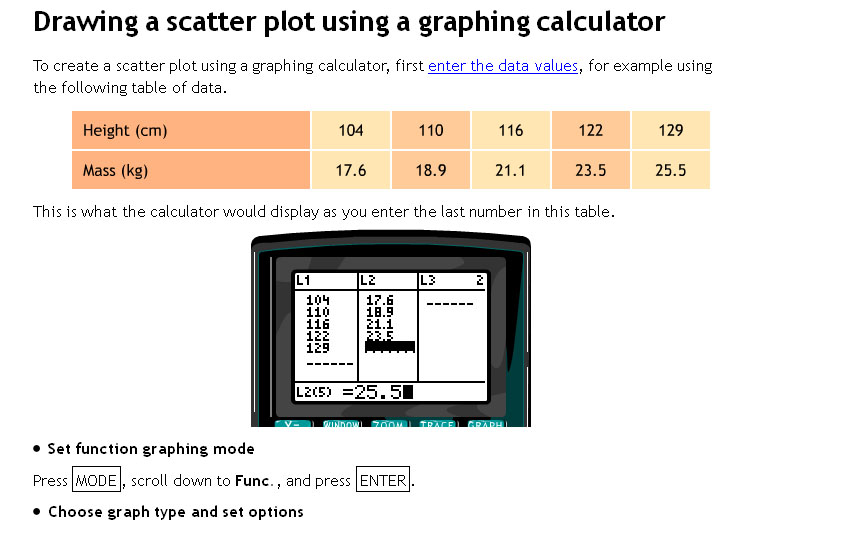 Drawing a scatter plot using a graphing calculator
To create a scatter plot using a graphing calculator, first enter the data values, for example using
the following table of data.
Height (cm) 104 110 116 122 129
Mass (kg) 17.6 18.9 21.1 23.5 25.5
This is what the calculator would display as you enter the last number in this table.
L1 L2 L3 2
104 17.6 ------
110 18.9
116 21.1
122 23.5
129
------
L2(5) =25.5
Y= WINDOW ZOOM TRACE GRAPH
• Set function graphing mode
Press MODE, scroll down to Func., and press ENTER.
• Choose graph type and set options